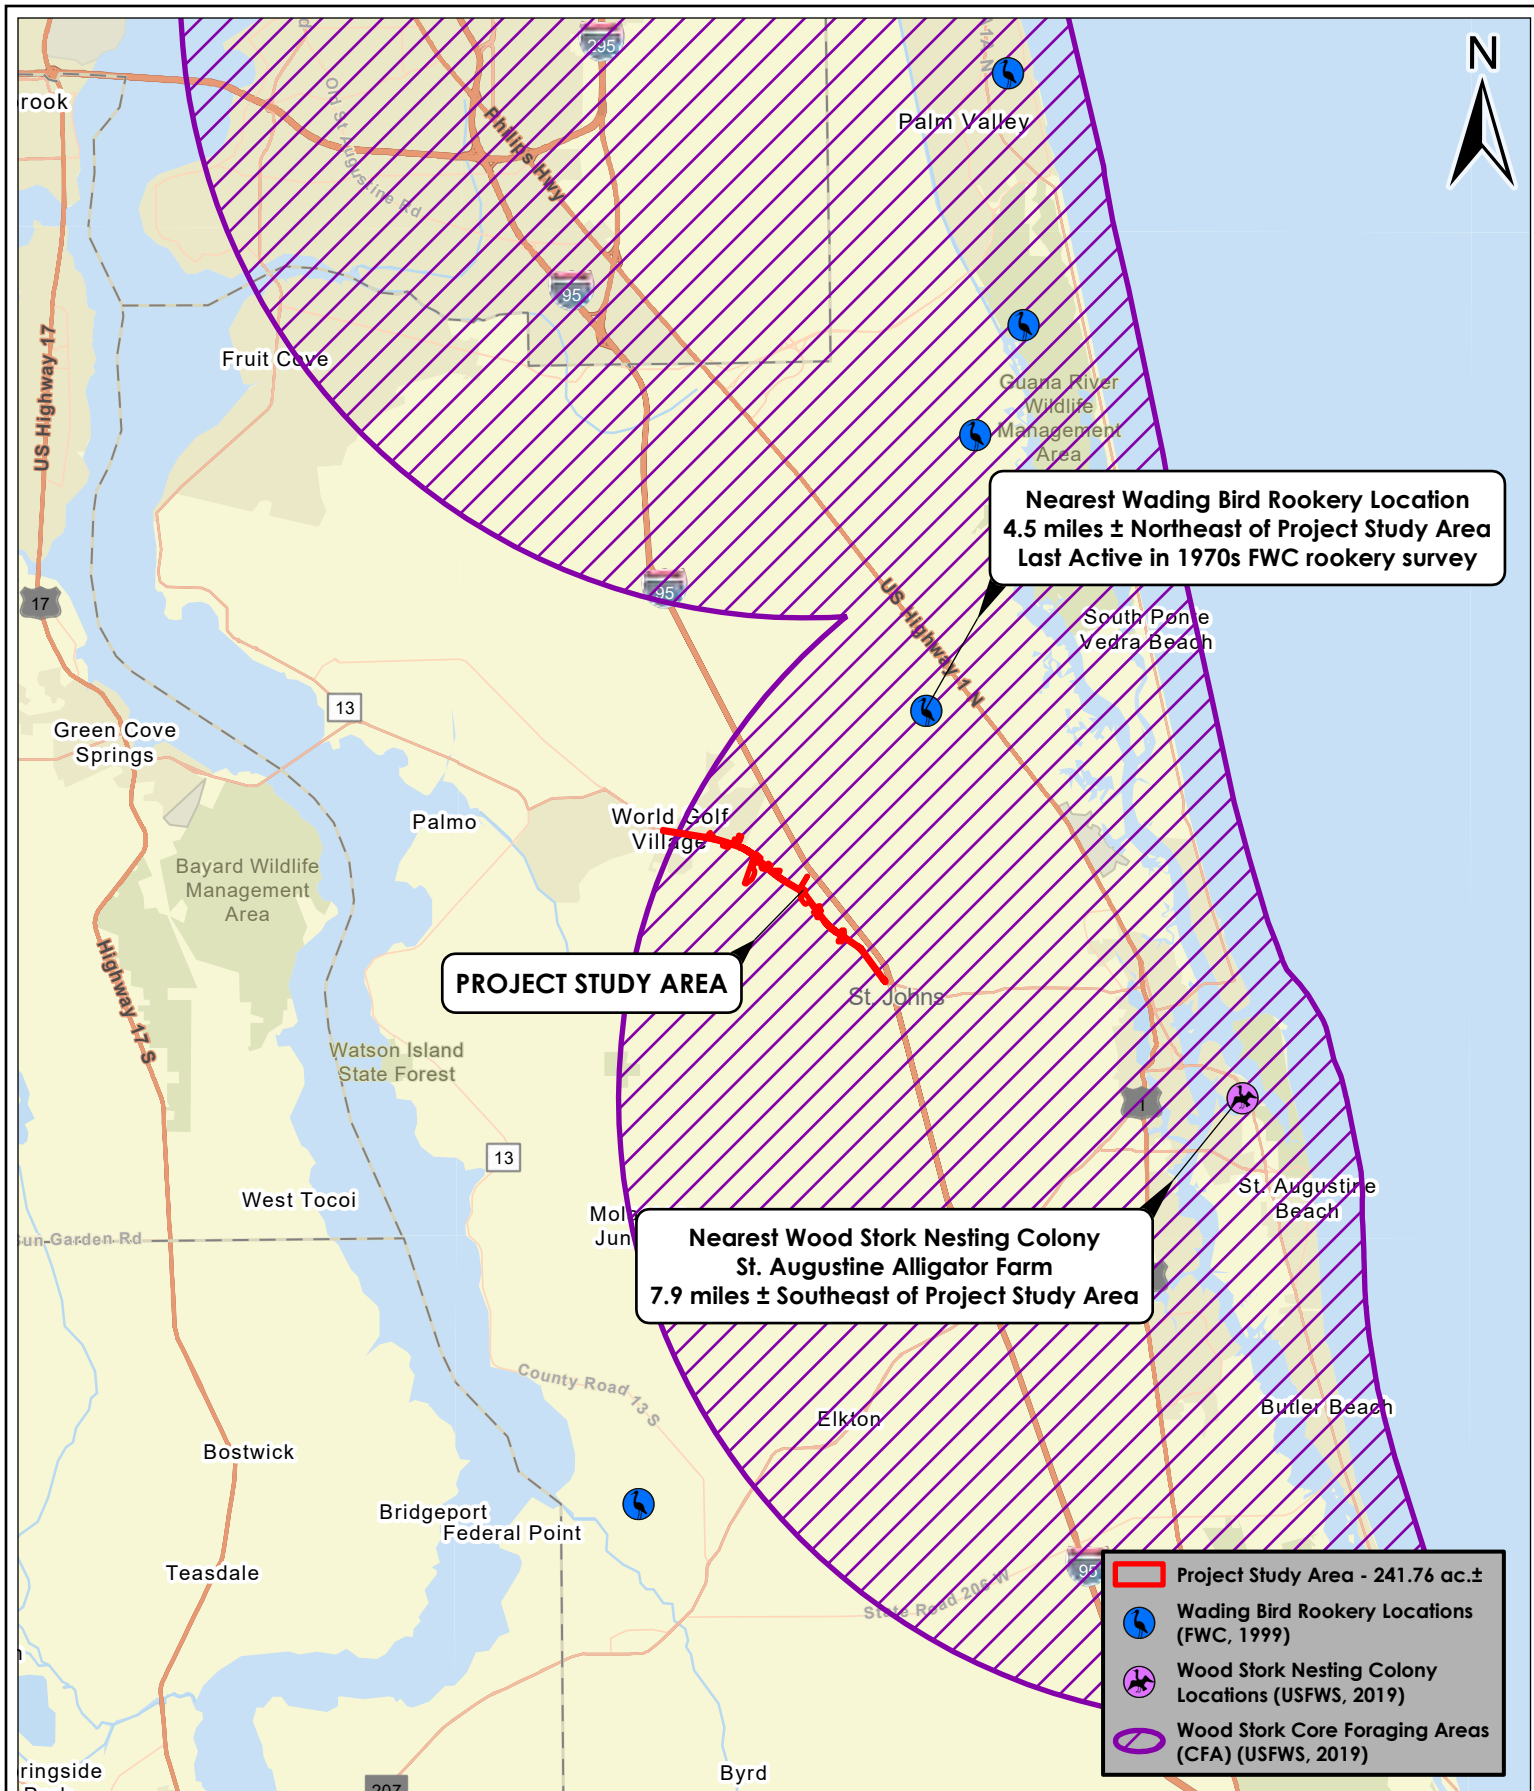 295
A1A N
N
rook
Palm Valley
Old St Augustine Rd
Philips Hwy
95
US Highway 17
Fruit Cove
Guana River
Wildlife
Management
Area
Nearest Wading Bird Rookery Location
4.5 miles ± Northeast of Project Study Area
Last Active in 1970s FWC rookery survey
95
17
US Highway 1 N
South Ponte
Vedra Beach
13
Green Cove
Springs
World Golf
Village
Palmo
Bayard Wildlife
Management
Area
PROJECT STUDY AREA
St. Johns
Highway 17 S
Watson Island
State Forest
1
13
West Tocoi
St. Augustine
Beach
Sun Garden Rd
Mol
Jun
Nearest Wood Stork Nesting Colony
St. Augustine Alligator Farm
7.9 miles ± Southeast of Project Study Area
County Road 13 S
Elkton
Butler Beach
Bostwick
Bridgeport
Federal Point
Teasdale
95
State Road 206 W
Project Study Area - 241.76 ac.±
Wading Bird Rookery Locations
(FWC, 1999)
Wood Stork Nesting Colony
Locations (USFWS, 2019)
Wood Stork Core Foraging Areas
(CFA) (USFWS, 2019)
ringside
207
Byrd